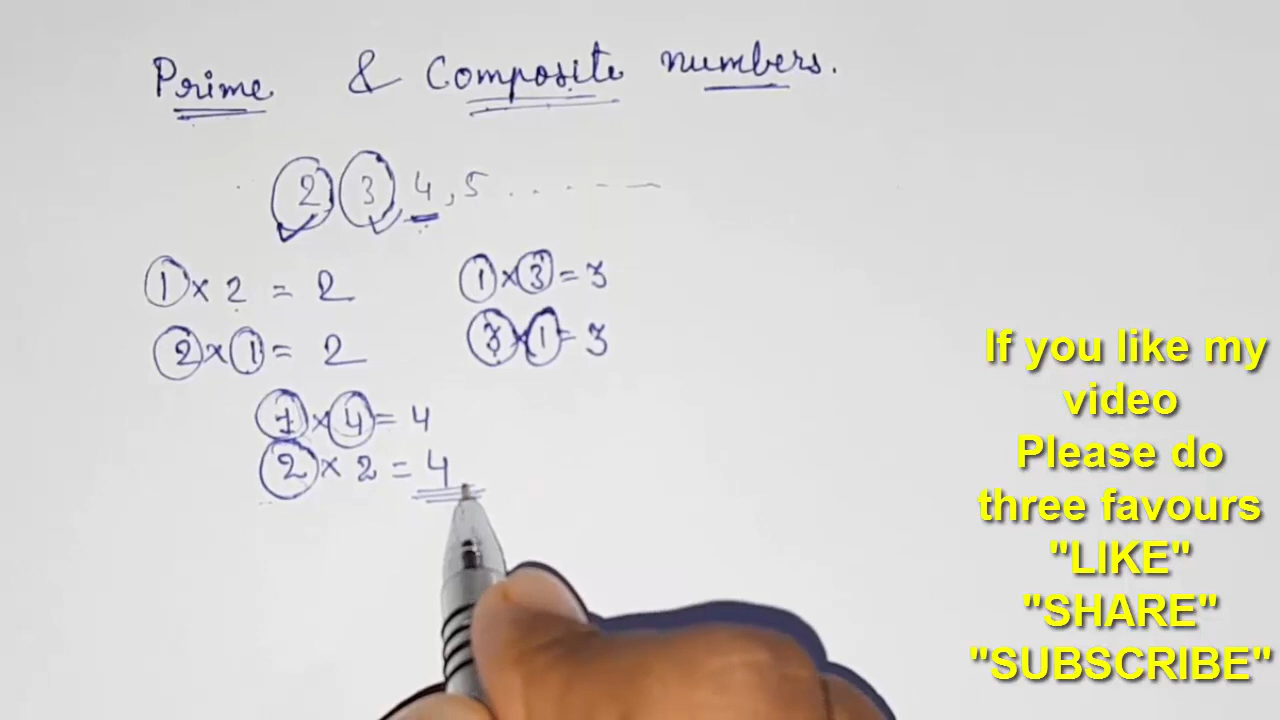 Prime & Composite numbers.
2 3 4, 5 . . . . - - —
1 × 2 = 2
2 × 1 = 2
1 × 3 = 3
3 × 1 = 3
1 × 4 = 4
2 × 2 = 4
If you like my
video
Please do
three favours
"LIKE"
"SHARE"
"SUBSCRIBE"